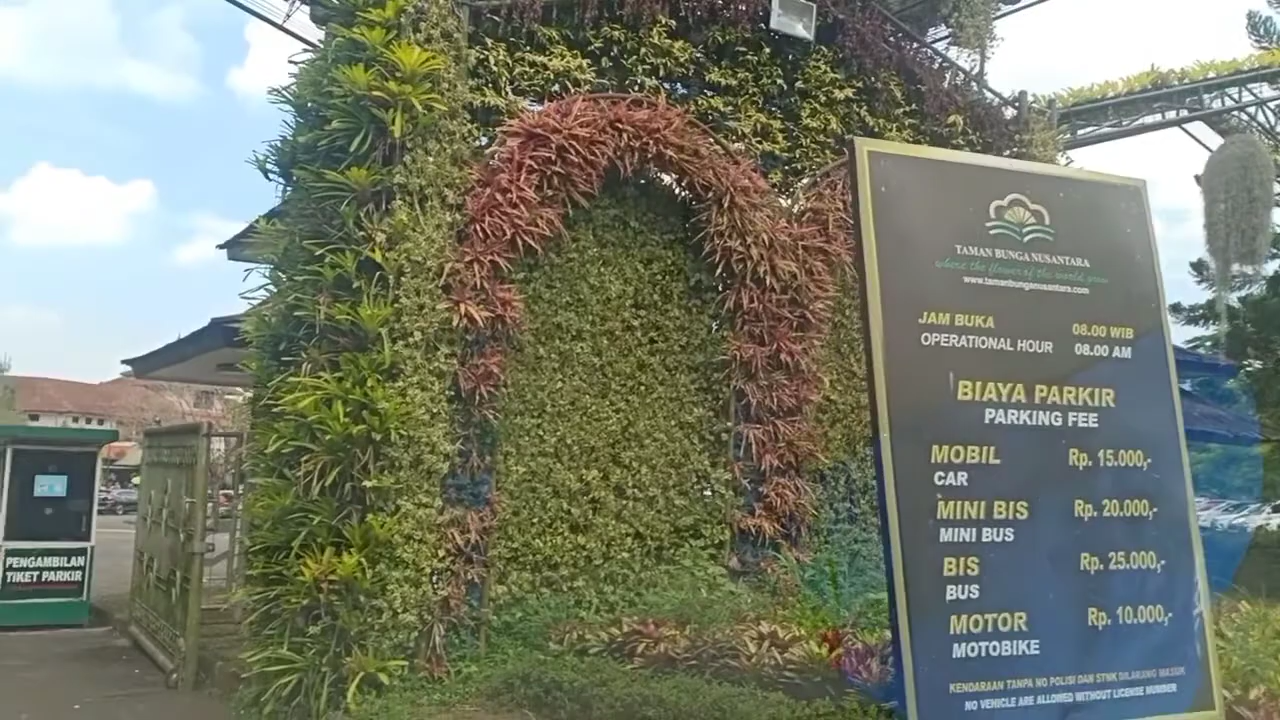 TAMAN BUNGA NUSANTARA
where the flower of the world grow
www.tamanbunganusantara.com
JAM BUKA 08.00 WIB
OPERATIONAL HOUR 08.00 AM
BIAYA PARKIR
PARKING FEE
MOBIL Rp. 15.000,-
CAR
MINI BIS Rp. 20.000,-
MINI BUS
BIS Rp. 25.000,-
BUS
MOTOR Rp. 10.000,-
MOTOBIKE
KENDARAAN TANPA NO POLISI DAN STNK DILARANG MASUK
NO VEHICLE ARE ALLOWED WITHOUT LICENSE NUMBER
PENGAMBILAN
TIKET PARKIR